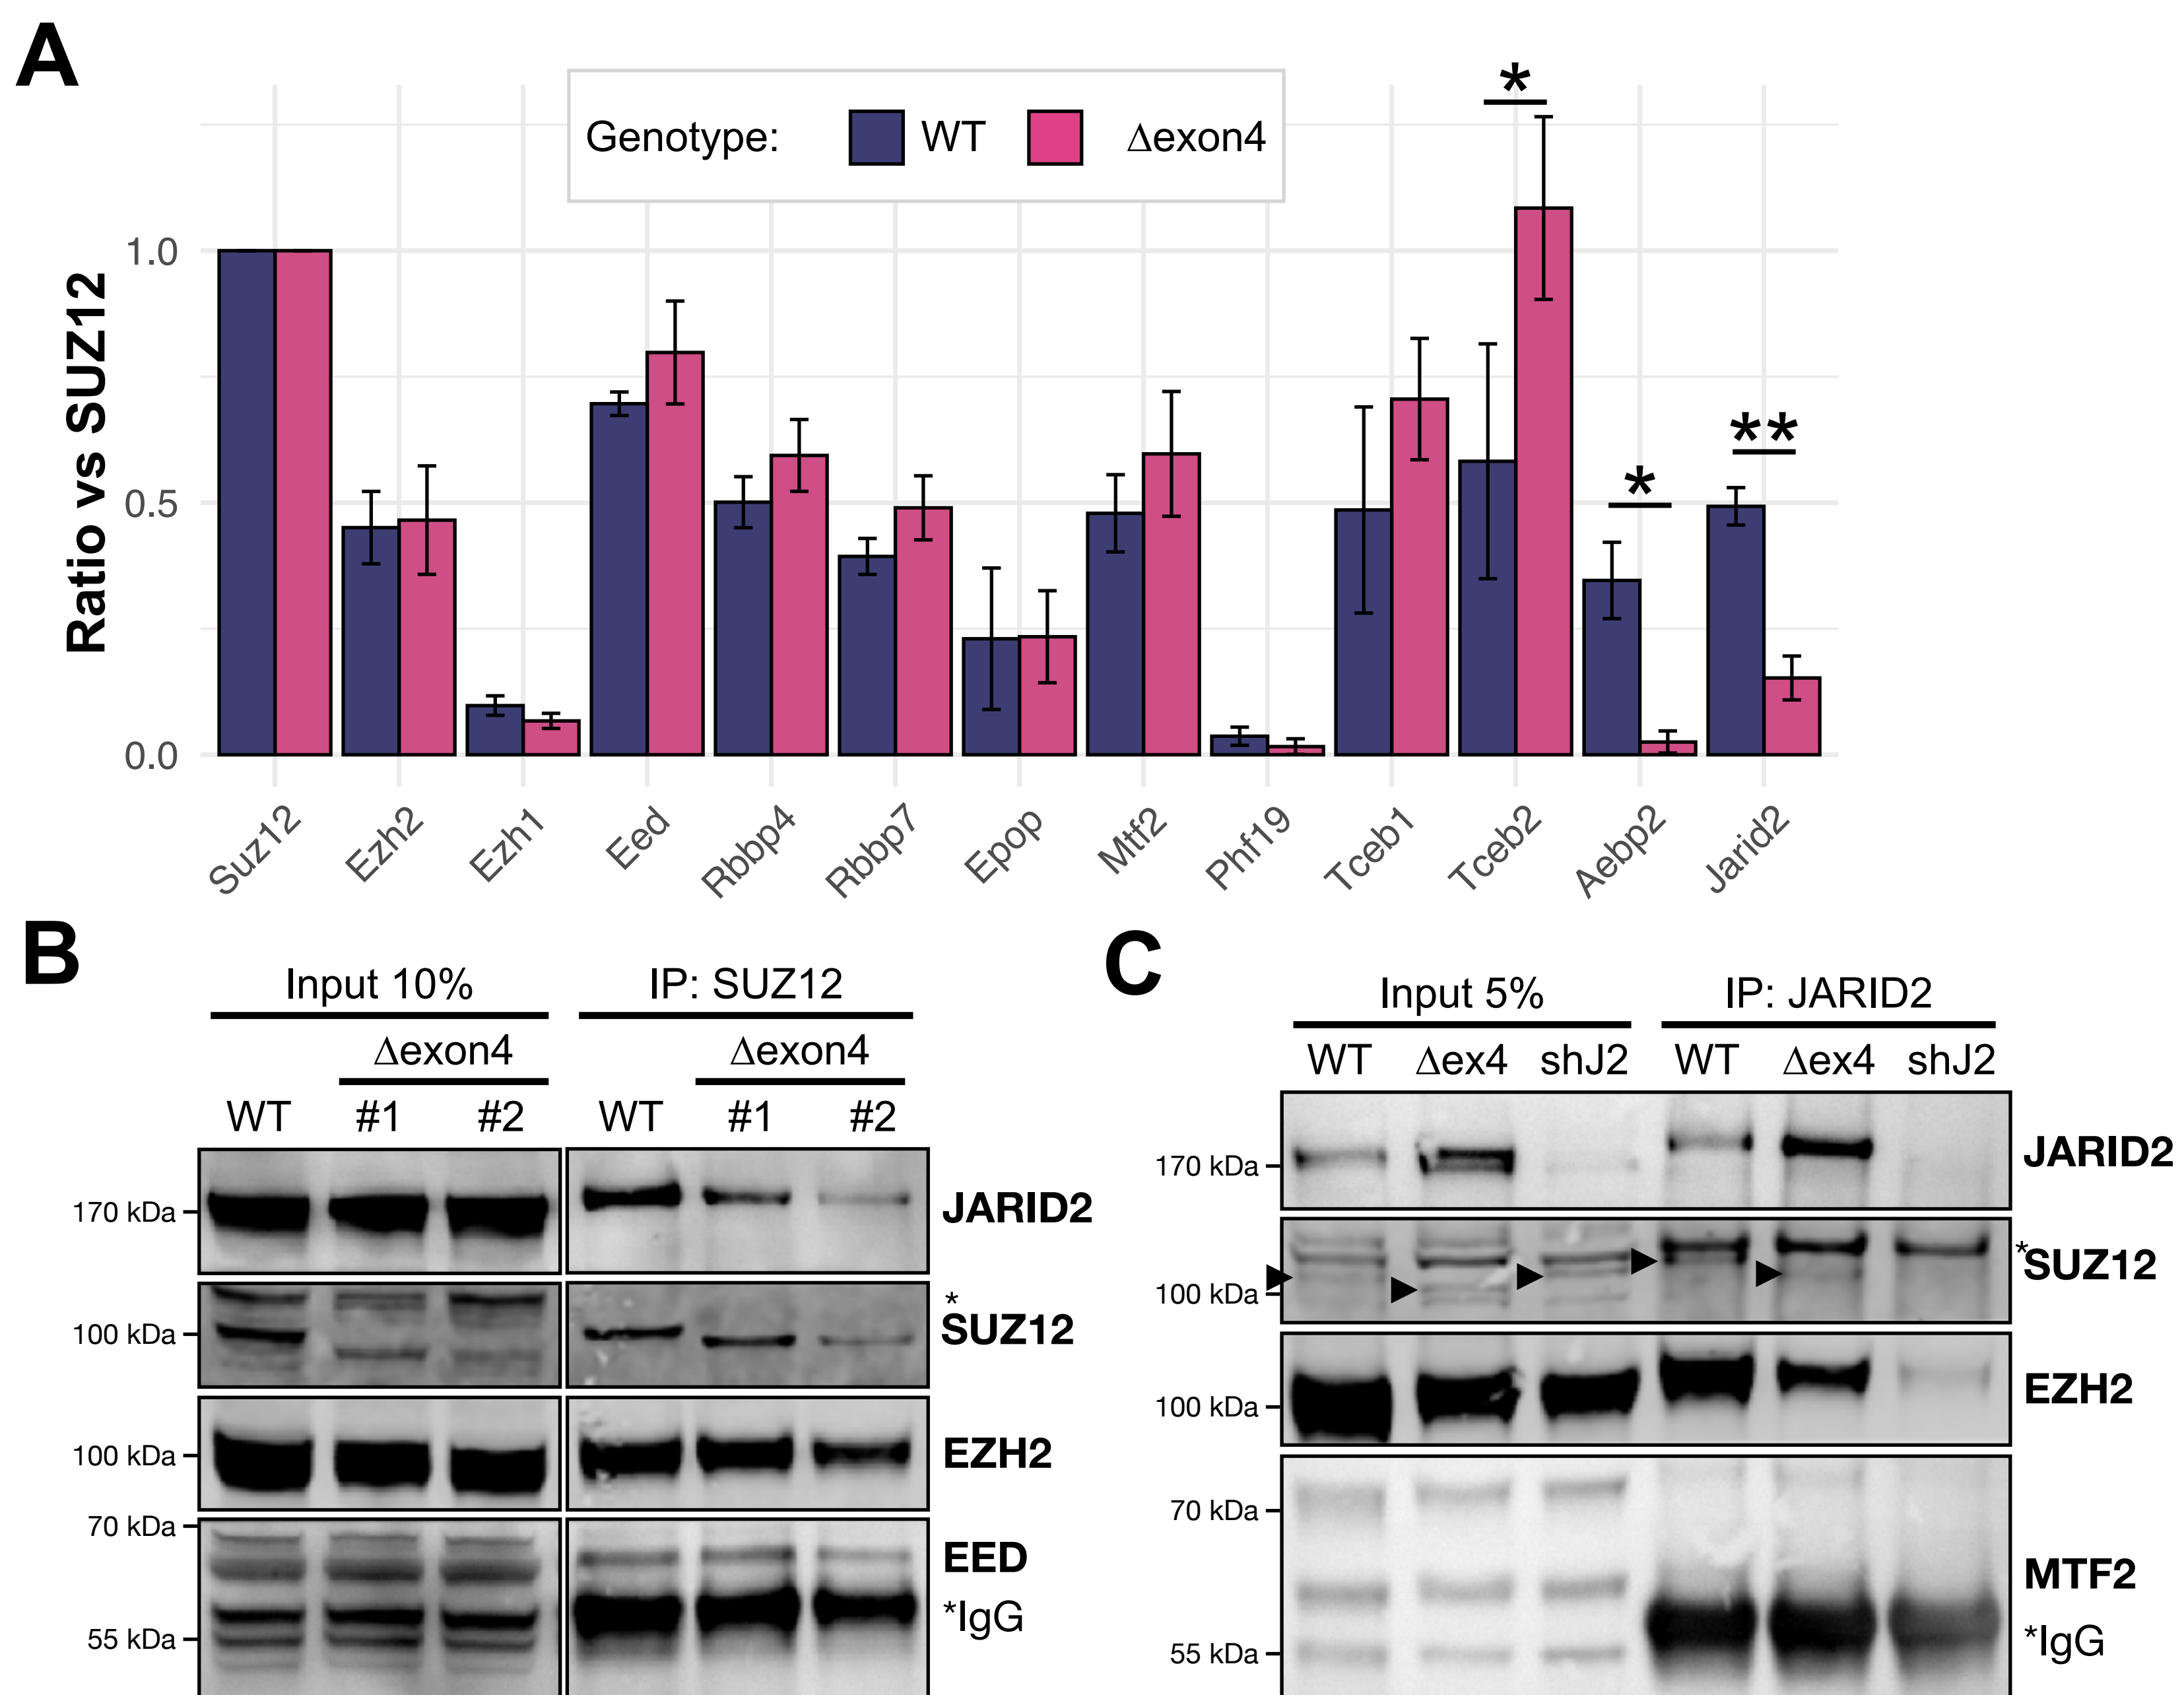 A
Genotype: WT Δexon4
Ratio vs SUZ12
1.0
0.5
0.0
*
*
**
Suz12 Ezh2 Ezh1 Eed Rbbp4 Rbbp7 Epop Mtf2 Phf19 Tceb1 Tceb2 Aebp2 Jarid2
B
Input 10% IP: SUZ12
Δexon4 Δexon4
WT #1 #2 WT #1 #2
170 kDa JARID2
*
100 kDa SUZ12
100 kDa EZH2
70 kDa
EED
*IgG
55 kDa
C
Input 5% IP: JARID2
WT Δex4 shJ2 WT Δex4 shJ2
170 kDa JARID2
*SUZ12
100 kDa
100 kDa EZH2
70 kDa
MTF2
*IgG
55 kDa